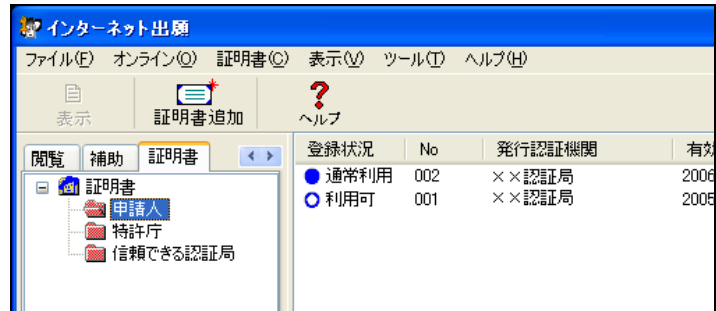 インターネット出願
ファイル(F) オンライン(O) 証明書(C) 表示(V) ツール(T) ヘルプ(H)
表示 証明書追加 ヘルプ
閲覧 補助 証明書
証明書
申請人
特許庁
信頼できる認証局
登録状況 No 発行認証機関 有効
通常利用 002 ××認証局 2006
利用可 001 ××認証局 2005